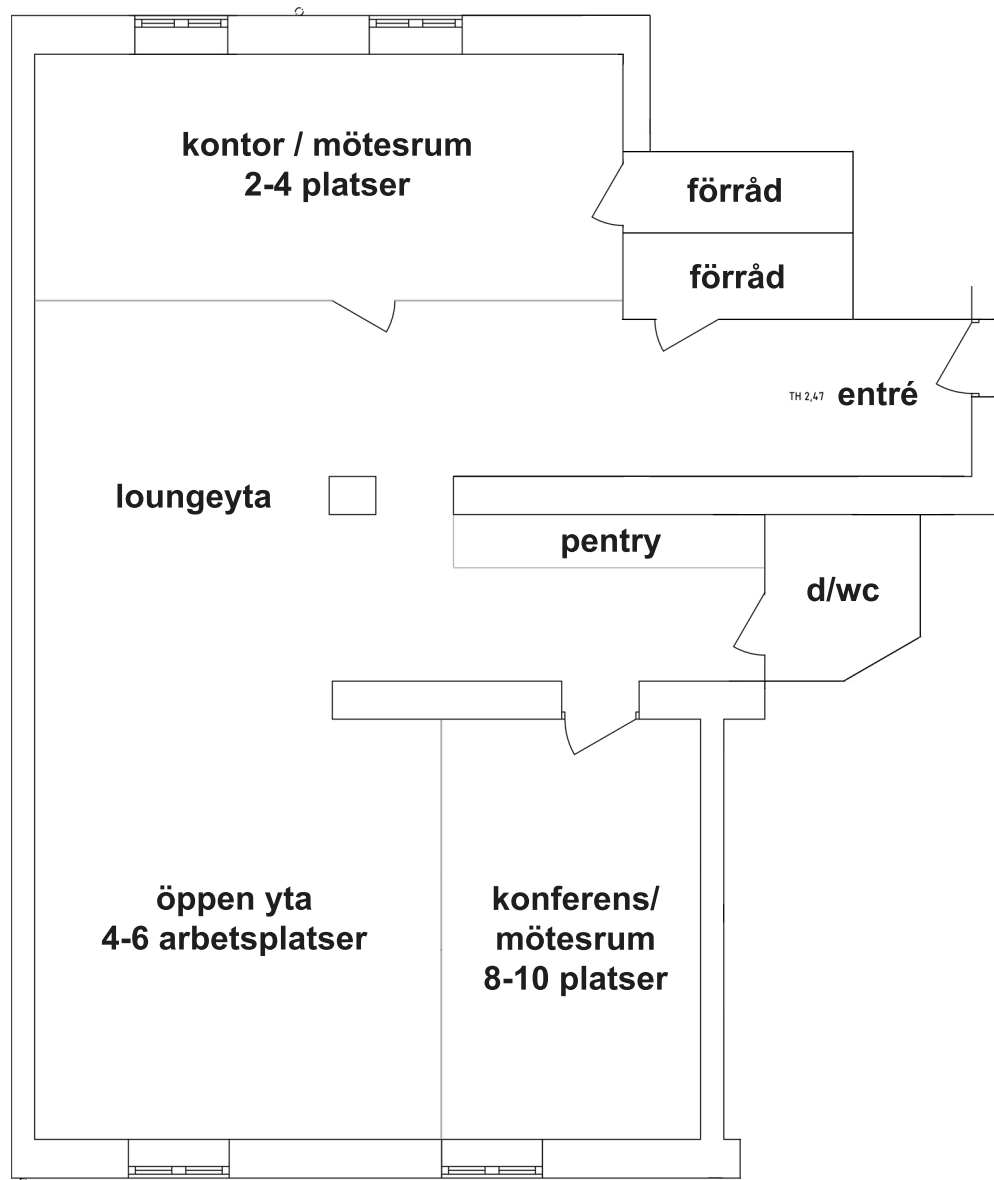 kontor / mötesrum
2-4 platser
förråd
förråd
TH 2,47 entré
loungeyta
pentry
d/wc
öppen yta
4-6 arbetsplatser
konferens/
mötesrum
8-10 platser